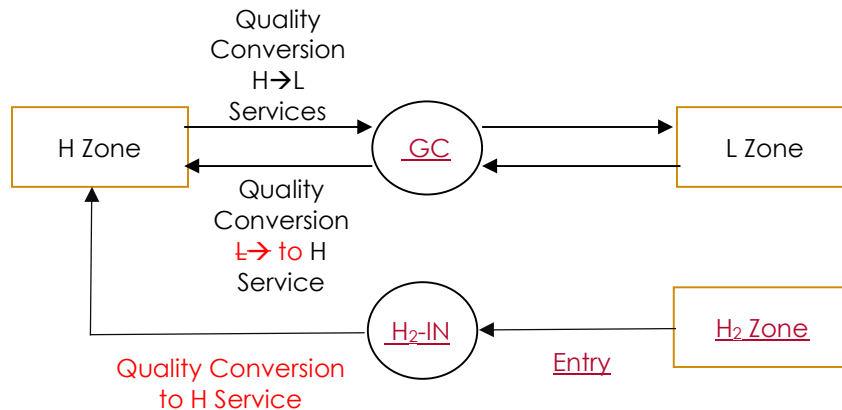 Quality
Conversion
H→L
Services
H Zone
GC
L Zone
Quality
Conversion
L→ to H
Service
H₂-IN
H₂ Zone
Entry
Quality Conversion
to H Service